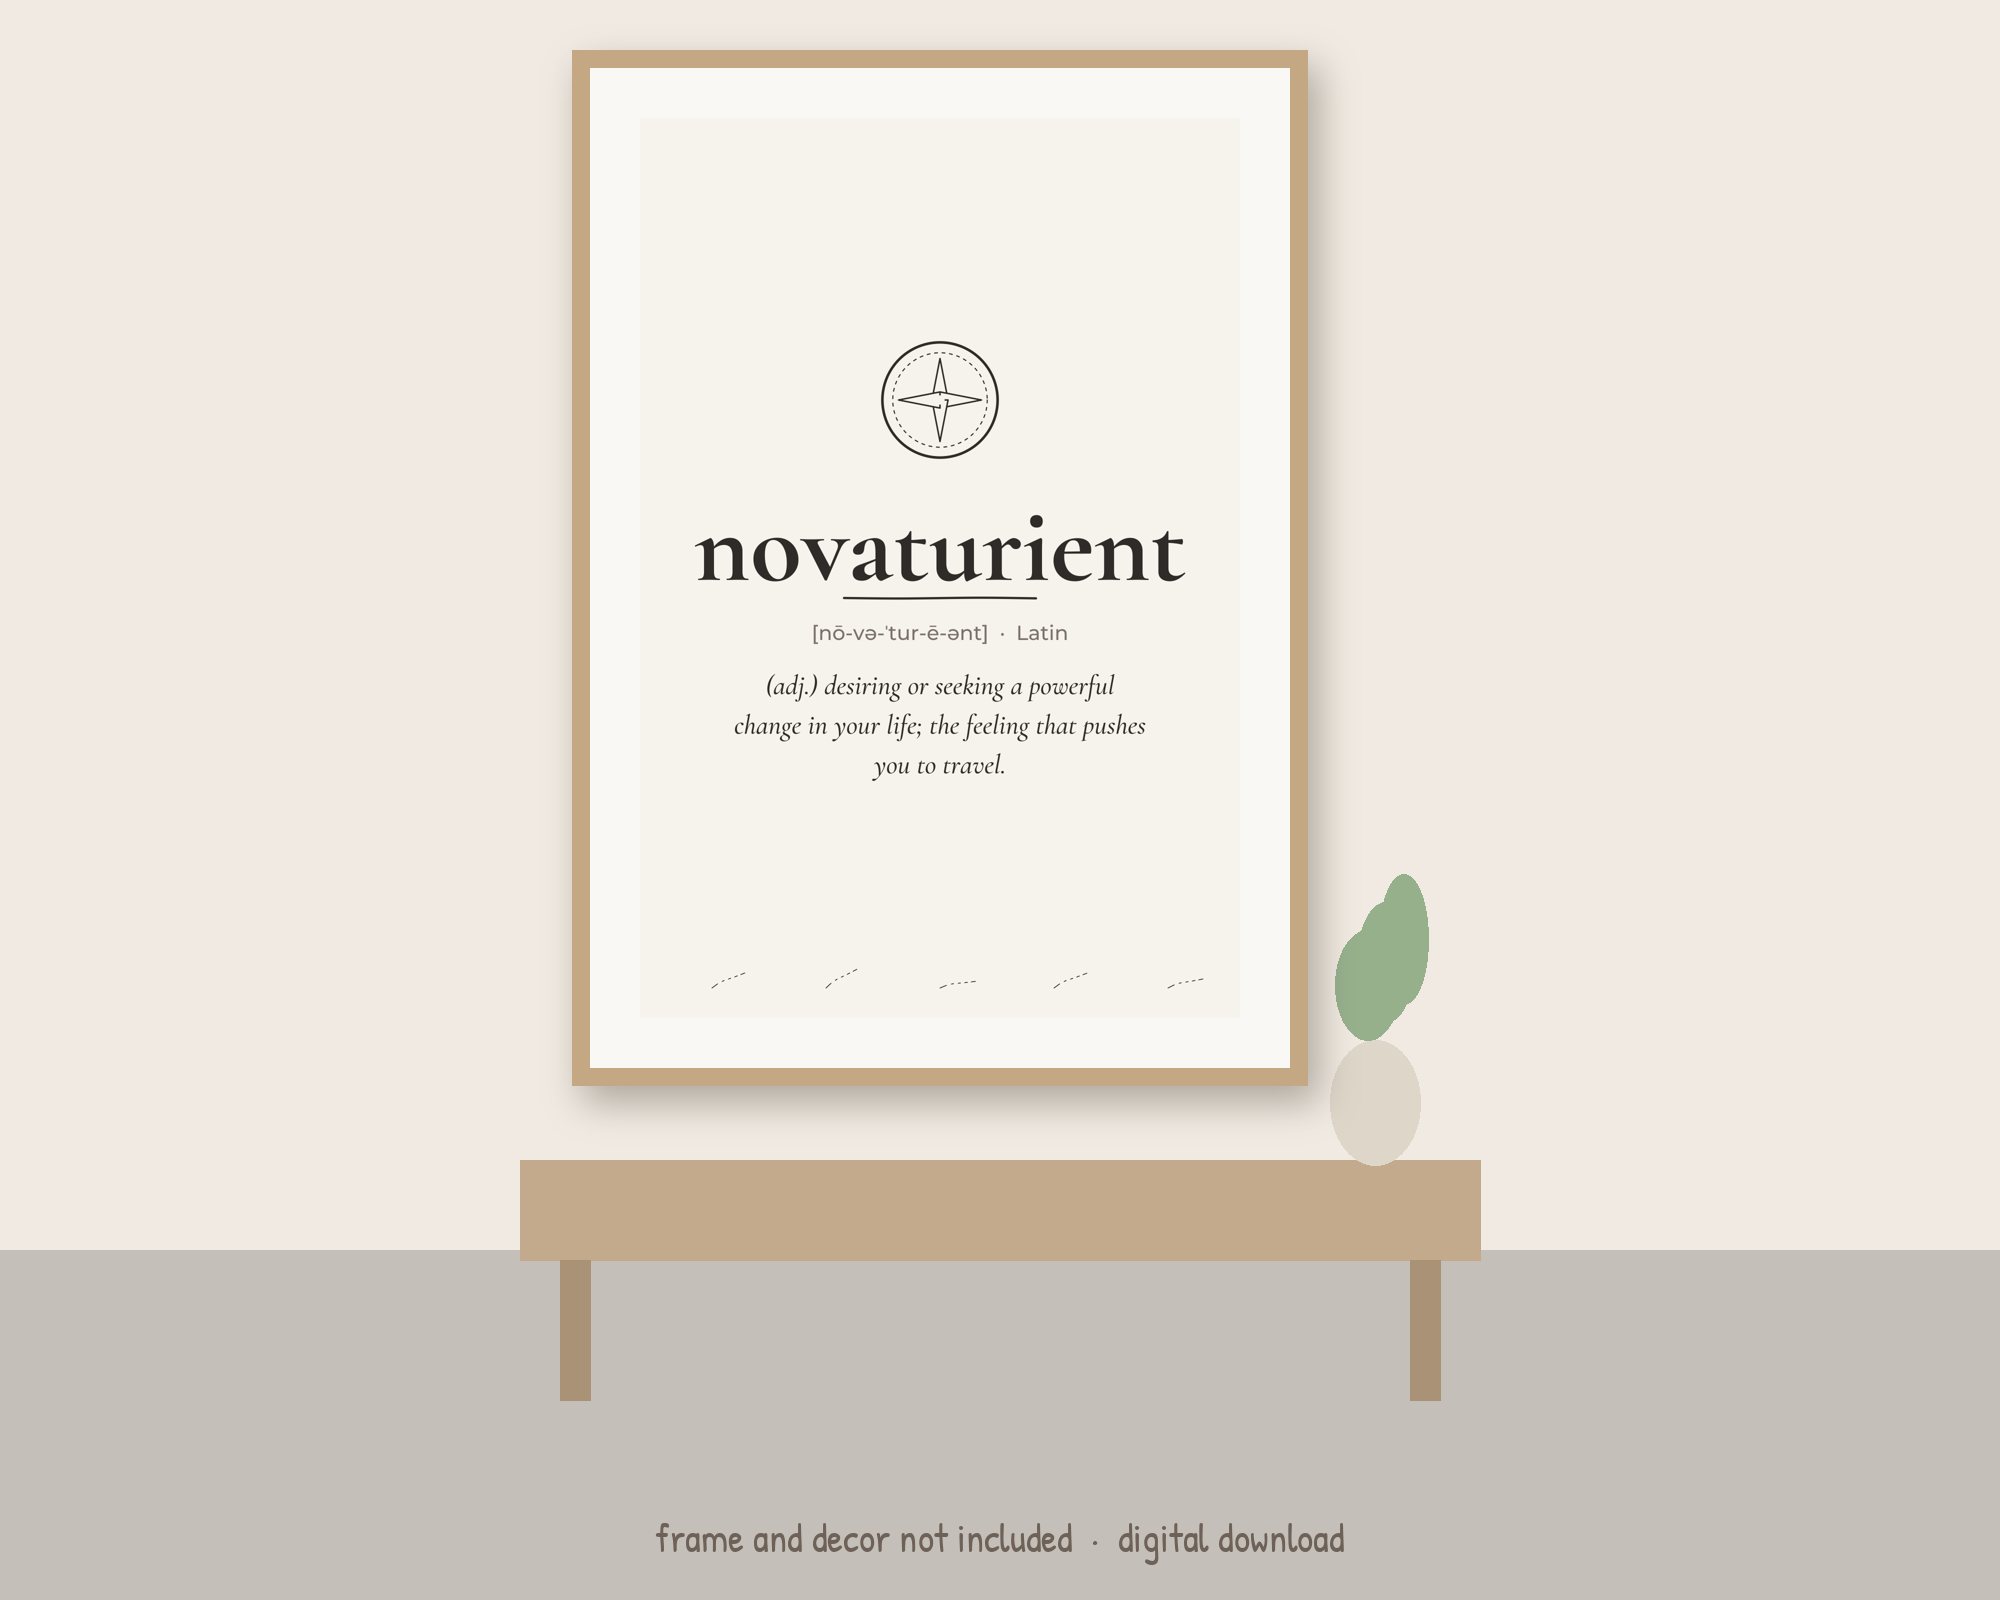 novaturient
[nō-və-ˈtur-ē-ənt] · Latin
(adj.) desiring or seeking a powerful
change in your life; the feeling that pushes
you to travel.
frame and decor not included · digital download